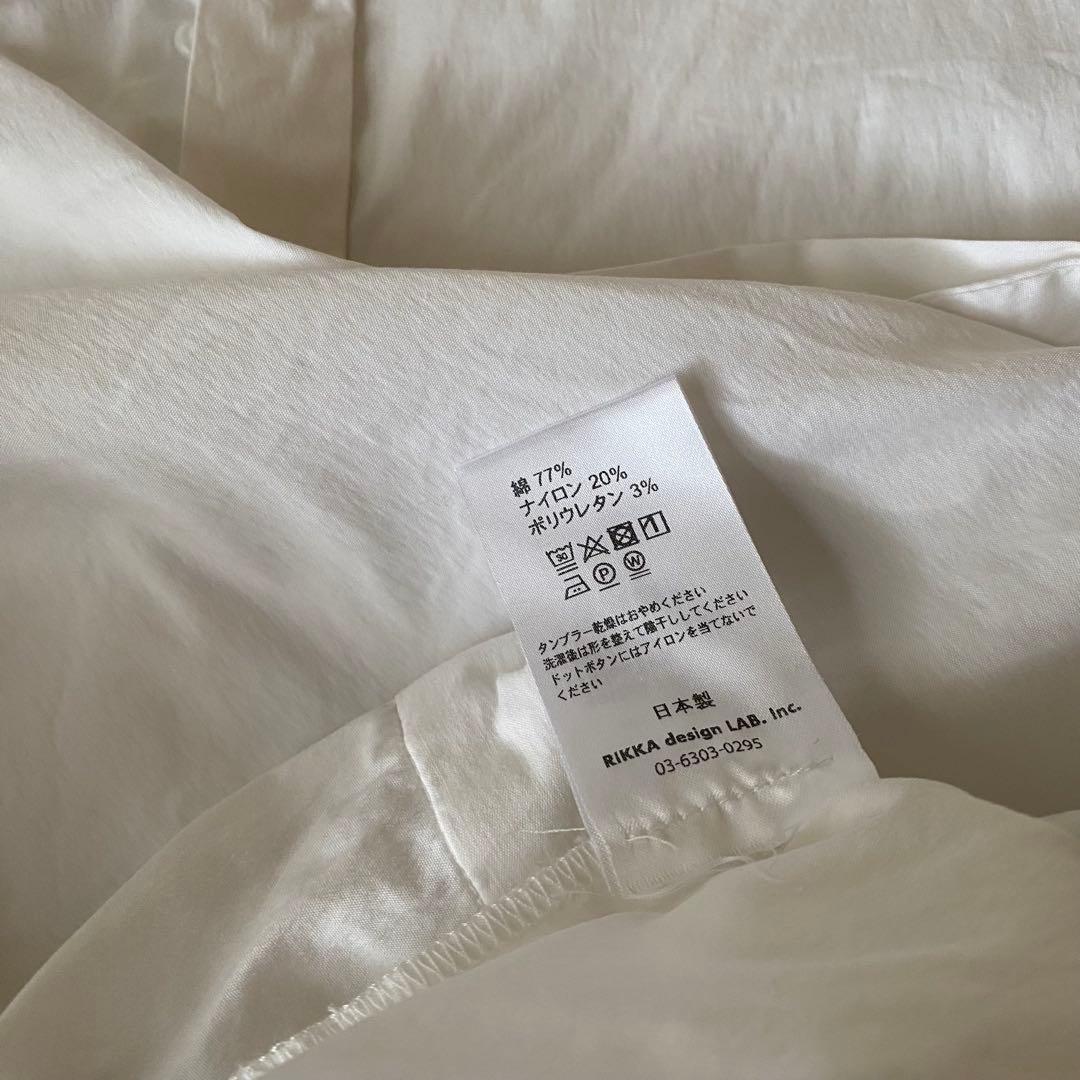 綿 77%
ナイロン 20%
ポリウレタン 3%
30
P W
タンブラー乾燥はおやめください
洗濯後は形を整えて陰干ししてください
ドットボタンにはアイロンを当てないで
ください
日本製
RIKKA design LAB. Inc.
03-6303-0295